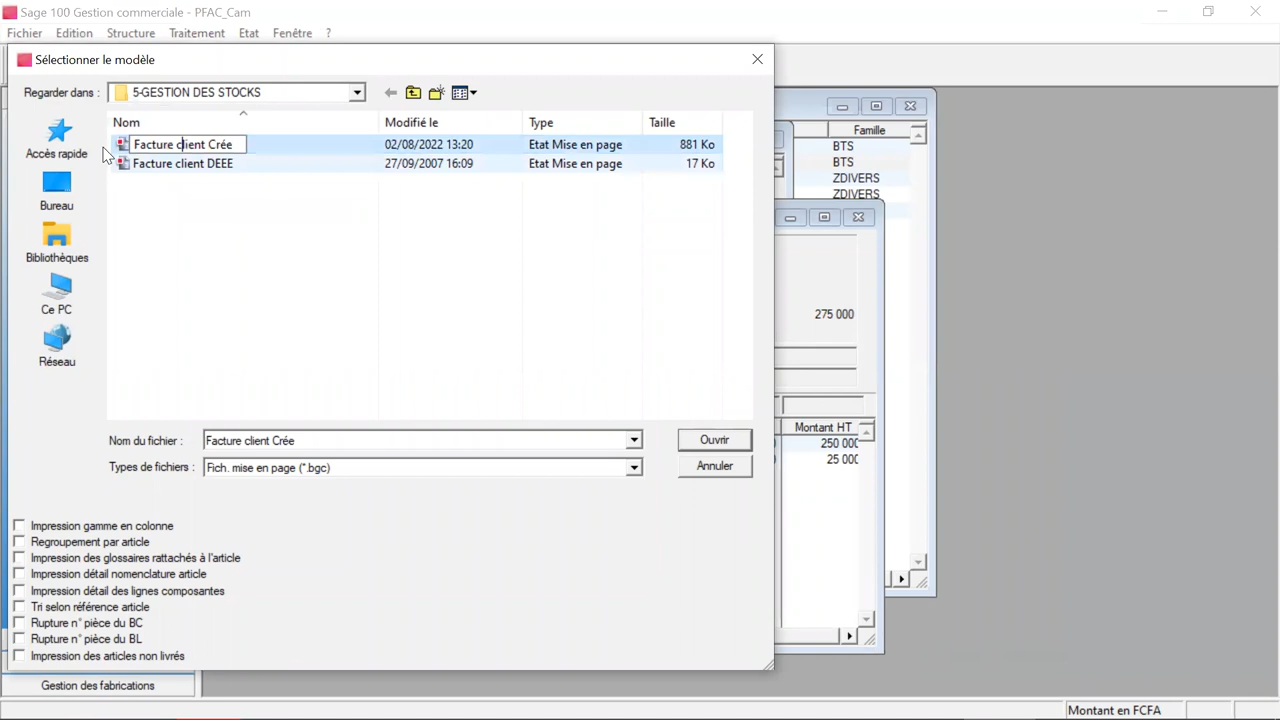 Sage 100 Gestion commerciale - PFAC_Cam
Fichier Edition Structure Traitement Etat Fenêtre ?
Sélectionner le modèle
Regarder dans : 5-GESTION DES STOCKS
Nom Modifié le Type Taille
Facture client Crée 02/08/2022 13:20 Etat Mise en page 881 Ko
Facture client DEEE 27/09/2007 16:09 Etat Mise en page 17 Ko
Accès rapide
Bureau
Bibliothèques
Ce PC
Réseau
Nom du fichier : Facture client Crée Ouvrir
Types de fichiers : Fich. mise en page (*.bgc) Annuler
Impression gamme en colonne
Regroupement par article
Impression des glossaires rattachés à l'article
Impression détail nomenclature article
Impression détail des lignes composantes
Tri selon référence article
Rupture n° pièce du BC
Rupture n° pièce du BL
Impression des articles non livrés
Famille
BTS
BTS
ZDIVERS
ZDIVERS
275 000
Montant HT
250 000
25 000
Gestion des fabrications
Montant en FCFA